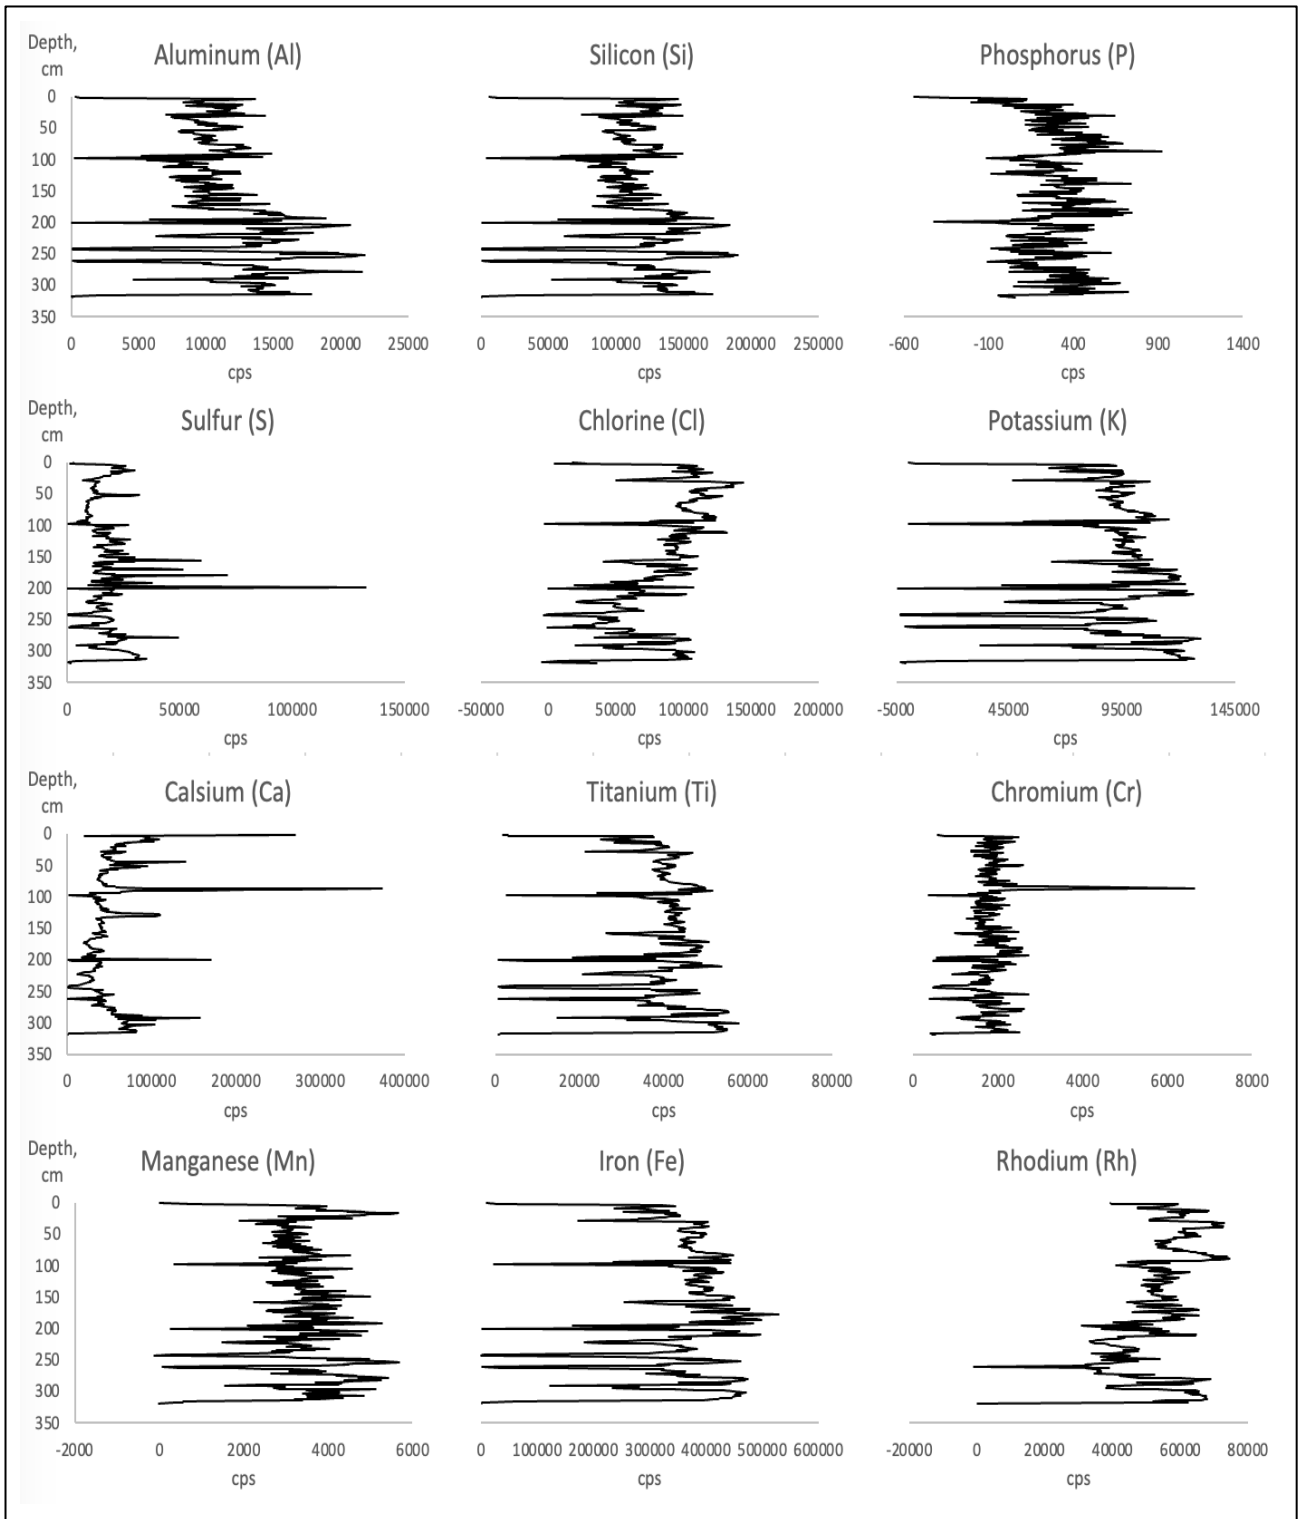 Depth,
cm
Aluminum (Al)
Silicon (Si)
Phosphorus (P)
0
50
100
150
200
250
300
350
0 5000 10000 15000 20000 25000
cps
0 50000 100000 150000 200000 250000
cps
-600 -100 400 900 1400
cps
Depth,
cm
Sulfur (S)
Chlorine (Cl)
Potassium (K)
0
50
100
150
200
250
300
350
0 50000 100000 150000
cps
-50000 0 50000 100000 150000 200000
cps
-5000 45000 95000 145000
cps
Depth,
cm
Calsium (Ca)
Titanium (Ti)
Chromium (Cr)
0
50
100
150
200
250
300
350
0 100000 200000 300000 400000
cps
0 20000 40000 60000 80000
cps
0 2000 4000 6000 8000
cps
Depth,
cm
Manganese (Mn)
Iron (Fe)
Rhodium (Rh)
0
50
100
150
200
250
300
350
-2000 0 2000 4000 6000
cps
0 100000 200000 300000 400000 500000 600000
cps
-20000 0 20000 40000 60000 80000
cps